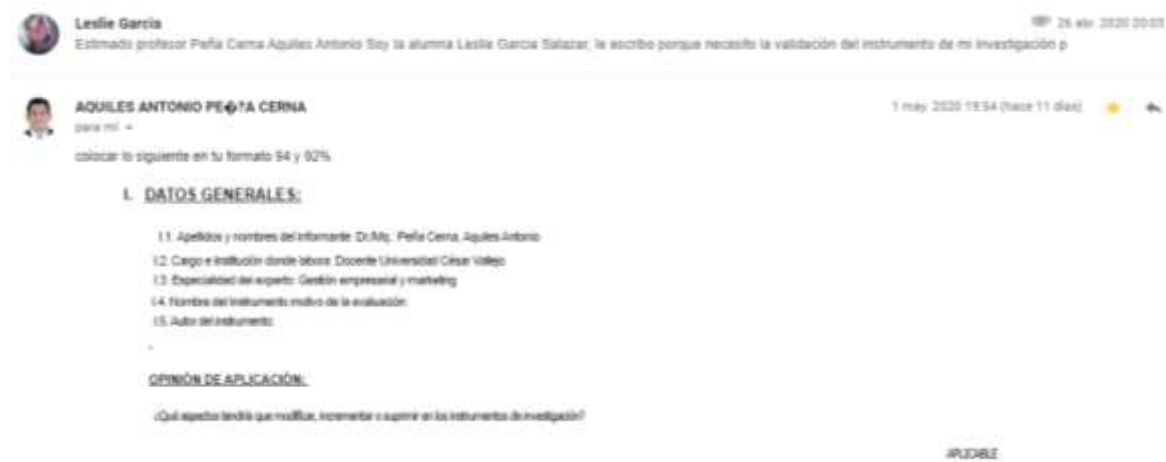 Leslie Garcia
26 abr. 2020 20:03
Estimado profesor Peña Cerna Aquiles Antonio Soy la alumna Leslie Garcia Salazar, le escribo porque necesito la validación del instrumento de mi investigación p
AQUILES ANTONIO PE�?A CERNA
1 may. 2020 19:54 (hace 11 días)
para mí
colocar lo siguiente en tu formato 94 y 92%
I. DATOS GENERALES:
I.1. Apellidos y nombres del informante: Dr./Mg. Peña Cerna, Aquiles Antonio
I.2. Cargo e Institución donde labora: Docente Universidad César Vallejo
I.3. Especialidad del experto: Gestión empresarial y marketing
I.4. Nombre del Instrumento motivo de la evaluación:
I.5. Autor del instrumento:
OPINIÓN DE APLICACIÓN:
¿Qué aspectos tendría que modificar, incrementar o suprimir en los instrumentos de investigación?
APLICABLE